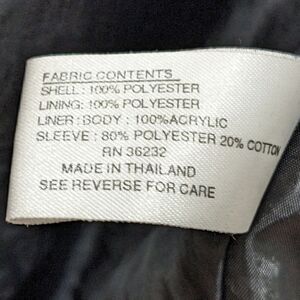 FABRIC CONTENTS
SHELL: 100% POLYESTER
LINING: 100% POLYESTER
LINER: BODY : 100%ACRYLIC
SLEEVE : 80% POLYESTER 20% COTTON
RN 36232
MADE IN THAILAND
SEE REVERSE FOR CARE